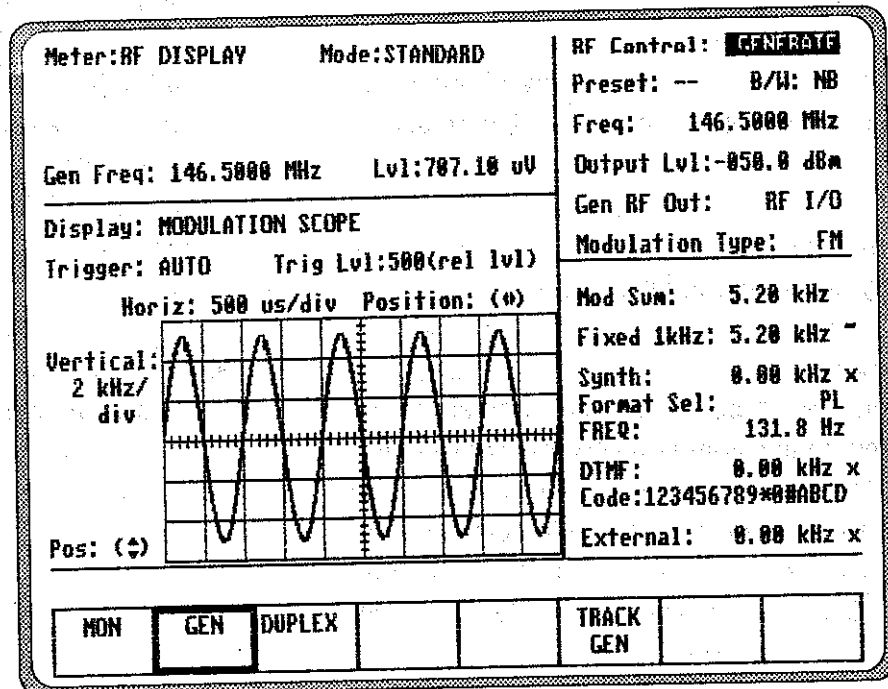 Meter:RF DISPLAY Mode:STANDARD
Gen Freq: 146.5000 MHz Lvl:707.10 uV
Display: MODULATION SCOPE
Trigger: AUTO Trig Lvl:500(rel lvl)
Horiz: 500 us/div Position: (↔)
Vertical:
2 kHz/
div
Pos: (↕)
RF Control: GENERATE
Preset: -- B/W: NB
Freq: 146.5000 MHz
Output Lvl:-050.0 dBm
Gen RF Out: RF I/O
Modulation Type: FM
Mod Sum: 5.20 kHz
Fixed 1kHz: 5.20 kHz ~
Synth: 0.00 kHz x
Format Sel: PL
FREQ: 131.8 Hz
DTMF: 0.00 kHz x
Code:123456789*0#ABCD
External: 0.00 kHz x
MON GEN DUPLEX TRACK
GEN